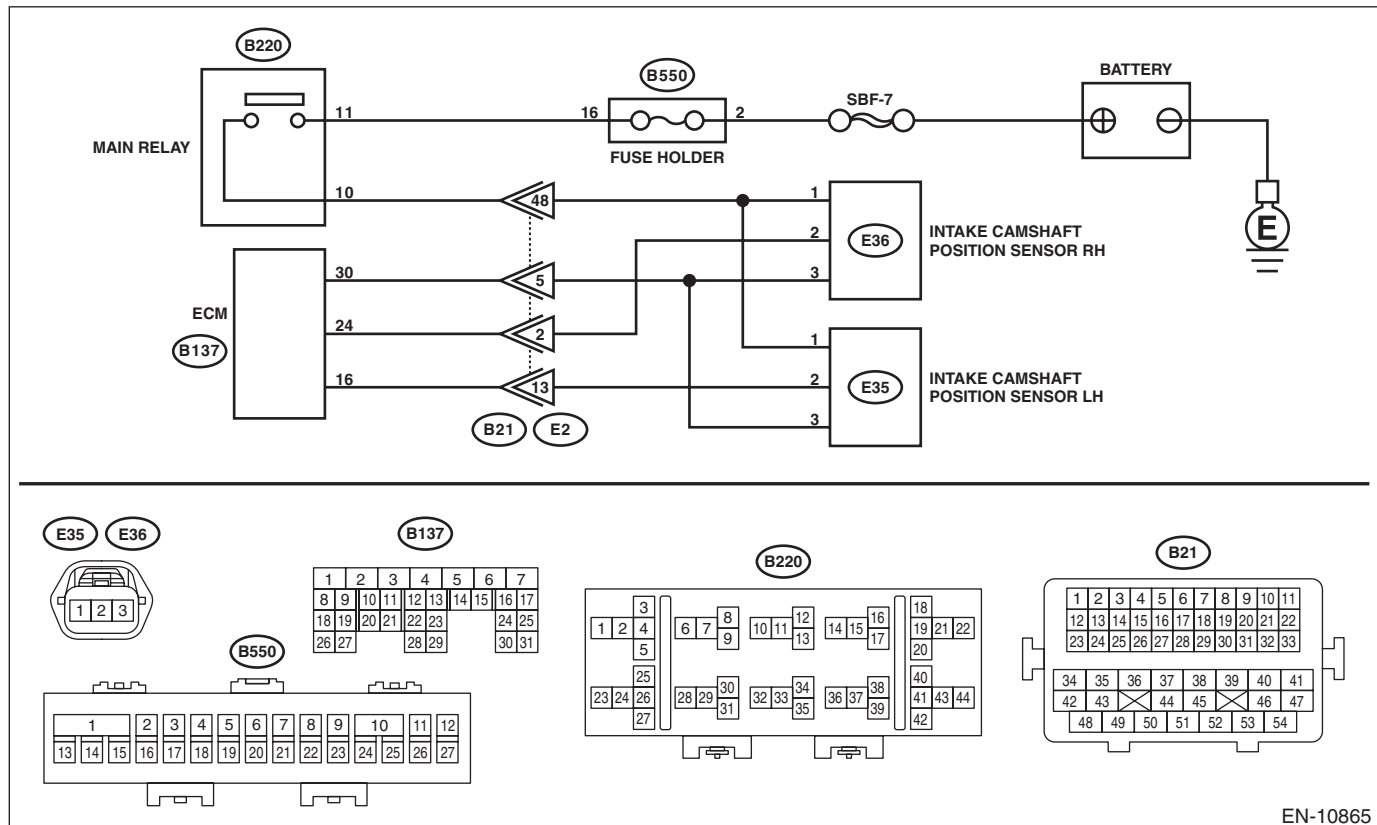 B220
B550
BATTERY
SBF-7
11
16
2
MAIN RELAY
FUSE HOLDER
10
48
1
2
E36
INTAKE CAMSHAFT
POSITION SENSOR RH
E
30
5
3
ECM
24
2
B137
1
16
13
2
E35
INTAKE CAMSHAFT
POSITION SENSOR LH
3
B21 E2
E35 E36
1 2 3
B137
1 2 3 4 5 6 7
8 9 10 11 12 13 14 15 16 17
18 19 20 21 22 23 24 25
26 27 28 29 30 31
B550
1 2 3 4 5 6 7 8 9 10 11 12
13 14 15 16 17 18 19 20 21 22 23 24 25 26 27
B220
3 8 12 16 18
1 2 4 6 7 10 11 14 15 19 21 22
5 9 13 17 20
25 30 34 38 40
23 24 26 28 29 32 33 36 37 41 43 44
27 31 35 39 42
B21
1 2 3 4 5 6 7 8 9 10 11
12 13 14 15 16 17 18 19 20 21 22
23 24 25 26 27 28 29 30 31 32 33
34 35 36 37 38 39 40 41
42 43 44 45 46 47
48 49 50 51 52 53 54
EN-10865